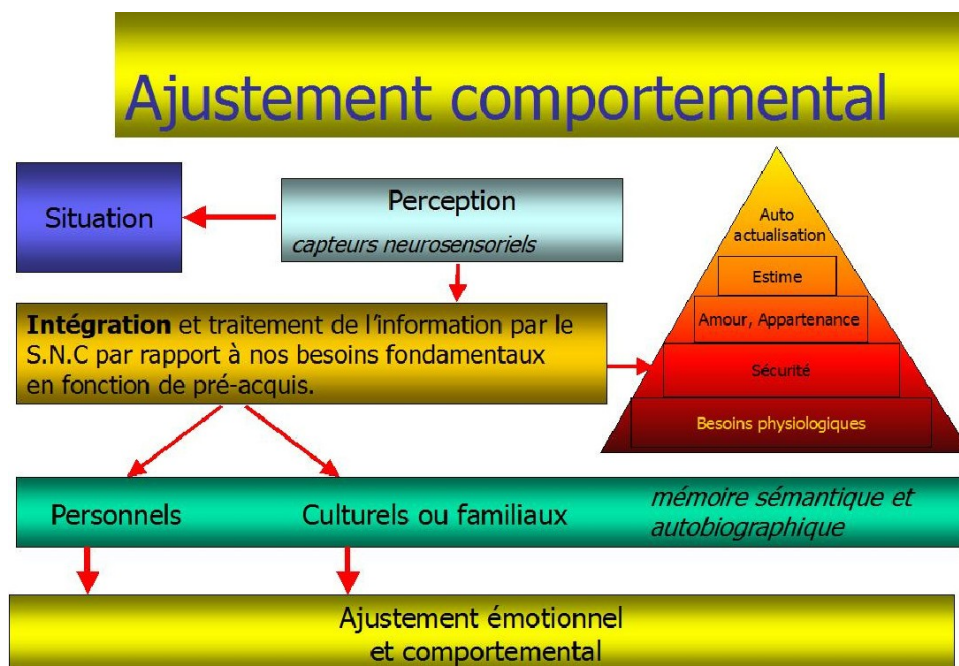 Ajustement comportemental
Situation
Perception
capteurs neurosensoriels
Intégration et traitement de l'information par le
S.N.C par rapport à nos besoins fondamentaux
en fonction de pré-acquis.
Auto
actualisation
Estime
Amour, Appartenance
Sécurité
Besoins physiologiques
Personnels
Culturels ou familiaux
mémoire sémantique et
autobiographique
Ajustement émotionnel
et comportemental